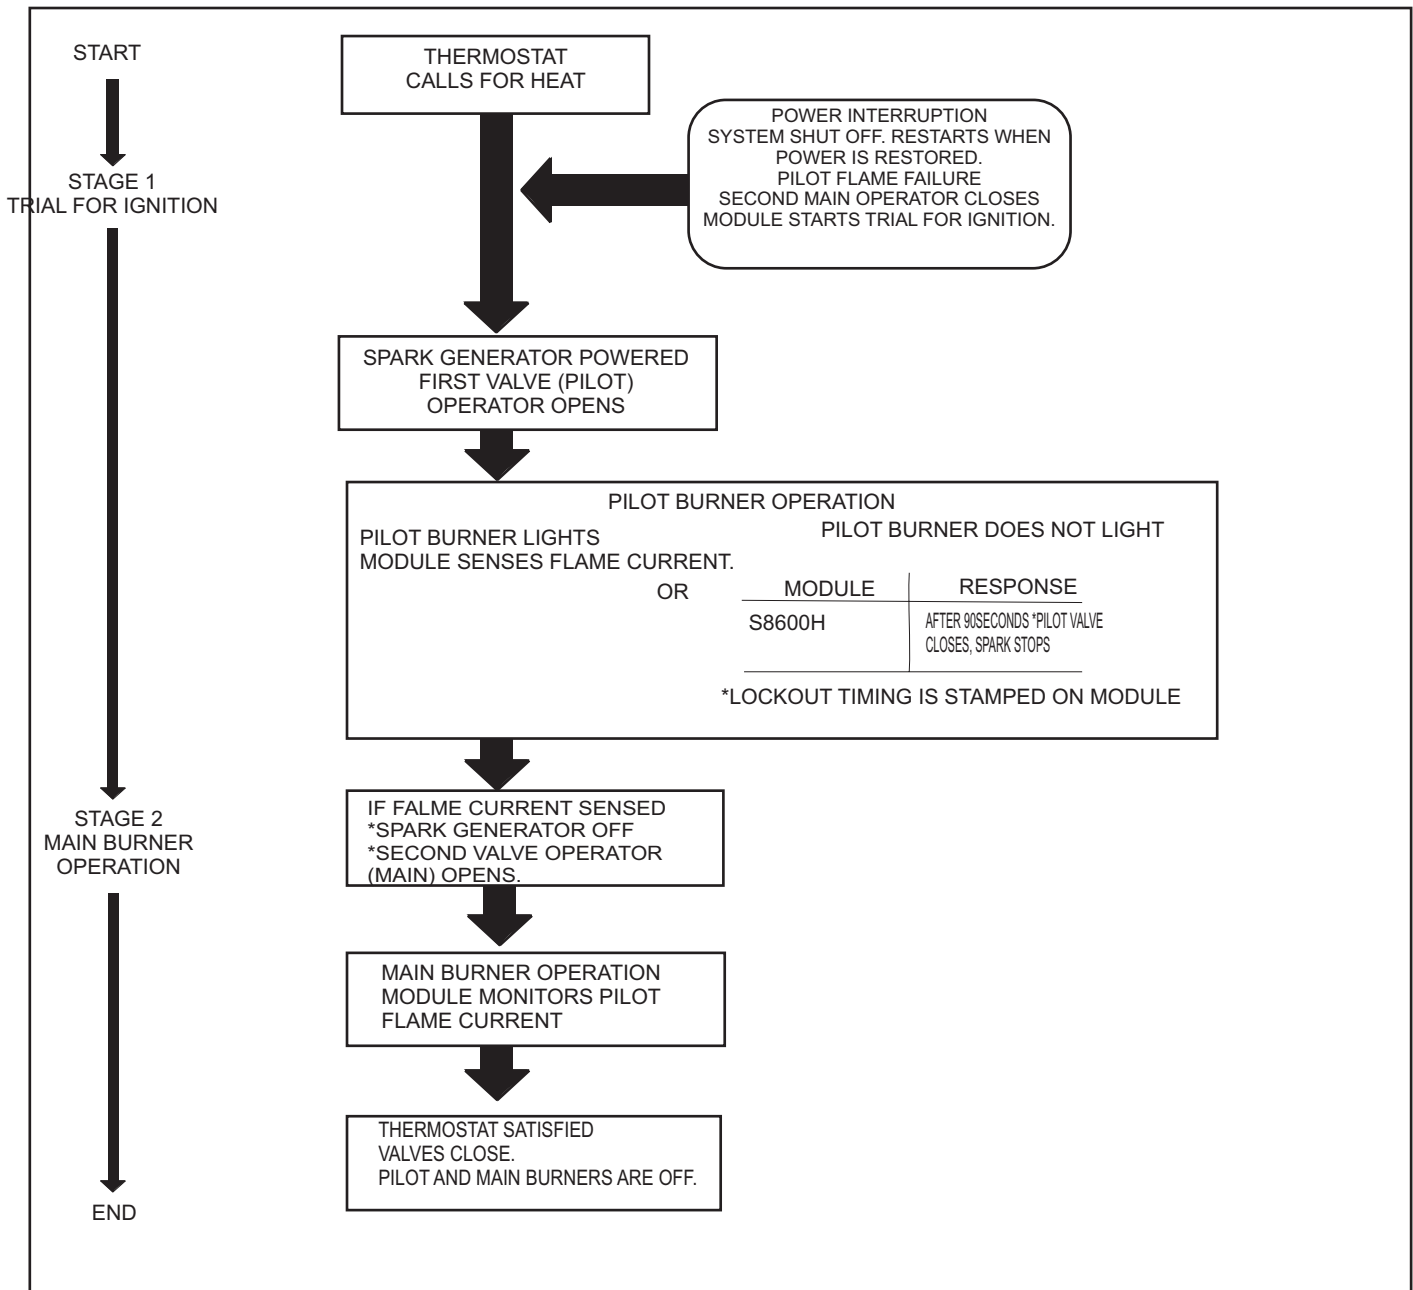 START
STAGE 1
TRIAL FOR IGNITION
STAGE 2
MAIN BURNER
OPERATION
END
THERMOSTAT
CALLS FOR HEAT
POWER INTERRUPTION
SYSTEM SHUT OFF. RESTARTS WHEN
POWER IS RESTORED.
PILOT FLAME FAILURE
SECOND MAIN OPERATOR CLOSES
MODULE STARTS TRIAL FOR IGNITION.
SPARK GENERATOR POWERED
FIRST VALVE (PILOT)
OPERATOR OPENS
PILOT BURNER OPERATION
PILOT BURNER LIGHTS
MODULE SENSES FLAME CURRENT.
OR
PILOT BURNER DOES NOT LIGHT
MODULE RESPONSE
S8600H AFTER 90SECONDS *PILOT VALVE
CLOSES, SPARK STOPS
*LOCKOUT TIMING IS STAMPED ON MODULE
IF FALME CURRENT SENSED
*SPARK GENERATOR OFF
*SECOND VALVE OPERATOR
(MAIN) OPENS.
MAIN BURNER OPERATION
MODULE MONITORS PILOT
FLAME CURRENT
THERMOSTAT SATISFIED
VALVES CLOSE.
PILOT AND MAIN BURNERS ARE OFF.